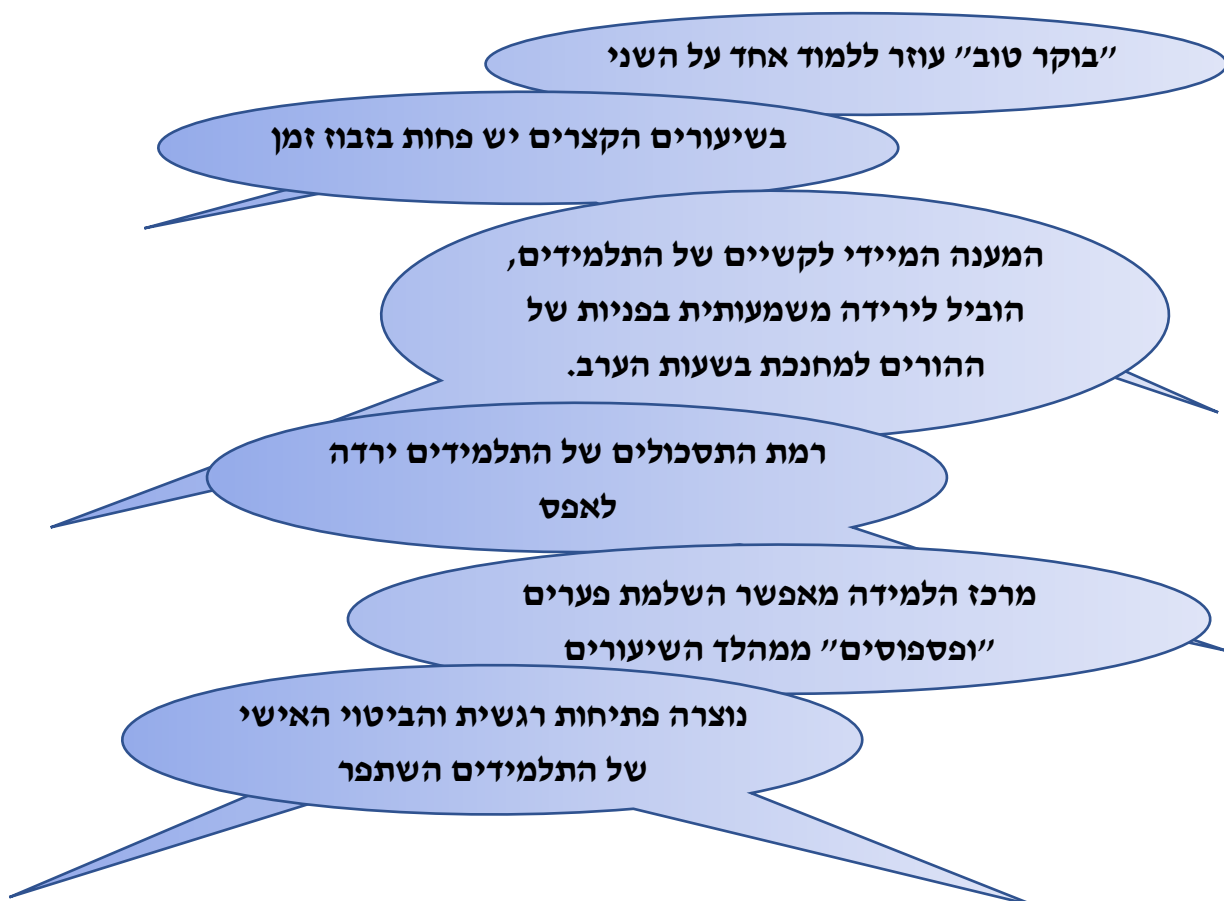 ״בוקר טוב״ עוזר ללמוד אחד על השני
בשיעורים הקצרים יש פחות בזבוז זמן
המענה המיידי לקשיים של התלמידים,
הוביל לירידה משמעותית בפניות של
ההורים למחנכת בשעות הערב.
רמת התסכולים של התלמידים ירדה
לאפס
מרכז הלמידה מאפשר השלמת פערים
״ופספוסים״ ממהלך השיעורים
נוצרה פתיחות רגשית והביטוי האישי
של התלמידים השתפר